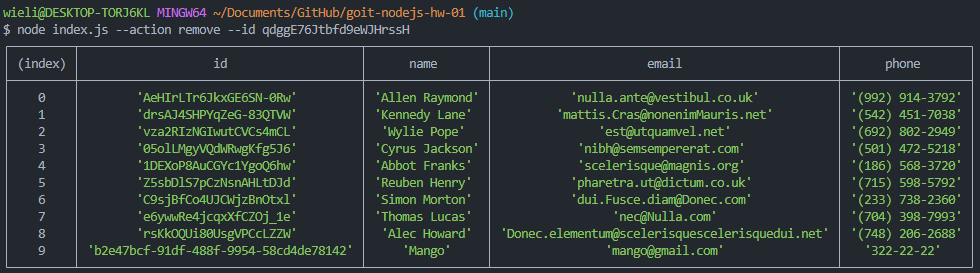 wieli@DESKTOP-TORJ6KL MINGW64 ~/Documents/GitHub/goit-nodejs-hw-01 (main)
$ node index.js --action remove --id qdggE76Jtbfd9eWJHrssH
(index) id name email phone
0 'AeHIrLTr6JkxGE6SN-0Rw' 'Allen Raymond' 'nulla.ante@vestibul.co.uk' '(992) 914-3792'
1 'drsAJ4SHPYqZeG-83QTVW' 'Kennedy Lane' 'mattis.Cras@nonenimMauris.net' '(542) 451-7038'
2 'vza2RIzNGIwutCVCs4mCL' 'Wylie Pope' 'est@utquamvel.net' '(692) 802-2949'
3 '05olLMgyVQdWRwgKfg5J6' 'Cyrus Jackson' 'nibh@semsempererat.com' '(501) 472-5218'
4 '1DEXoP8AuCGYc1YgoQ6hw' 'Abbot Franks' 'scelerisque@magnis.org' '(186) 568-3720'
5 'Z5sbDlS7pCzNsnAHLtDJd' 'Reuben Henry' 'pharetra.ut@dictum.co.uk' '(715) 598-5792'
6 'C9sjBfCo4UJCWjzBnOtxl' 'Simon Morton' 'dui.Fusce.diam@Donec.com' '(233) 738-2360'
7 'e6ywwRe4jcqxXfCZOj_1e' 'Thomas Lucas' 'nec@Nulla.com' '(704) 398-7993'
8 'rsKkOQUi80UsgVPCcLZZW' 'Alec Howard' 'Donec.elementum@scelerisquescelerisquedui.net' '(748) 206-2688'
9 'b2e47bcf-91df-488f-9954-58cd4de78142' 'Mango' 'mango@gmail.com' '322-22-22'